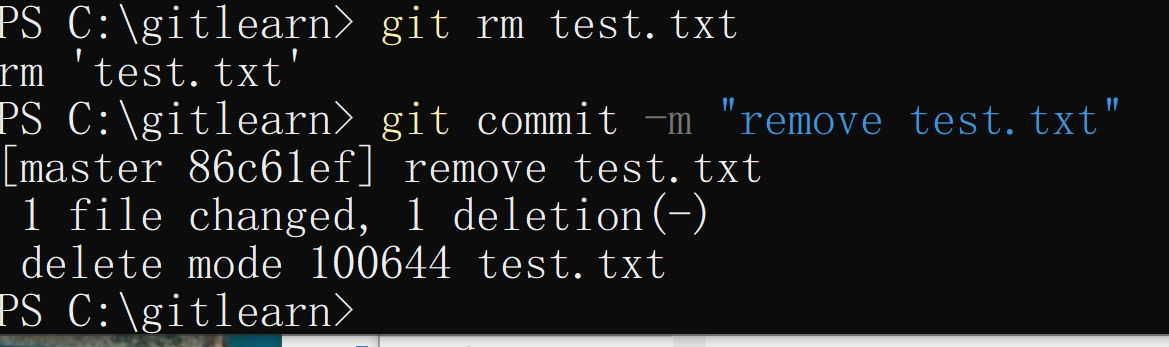 PS C:\gitlearn> git rm test.txt
rm 'test.txt'
PS C:\gitlearn> git commit -m "remove test.txt"
[master 86c61ef] remove test.txt
 1 file changed, 1 deletion(-)
 delete mode 100644 test.txt
PS C:\gitlearn>